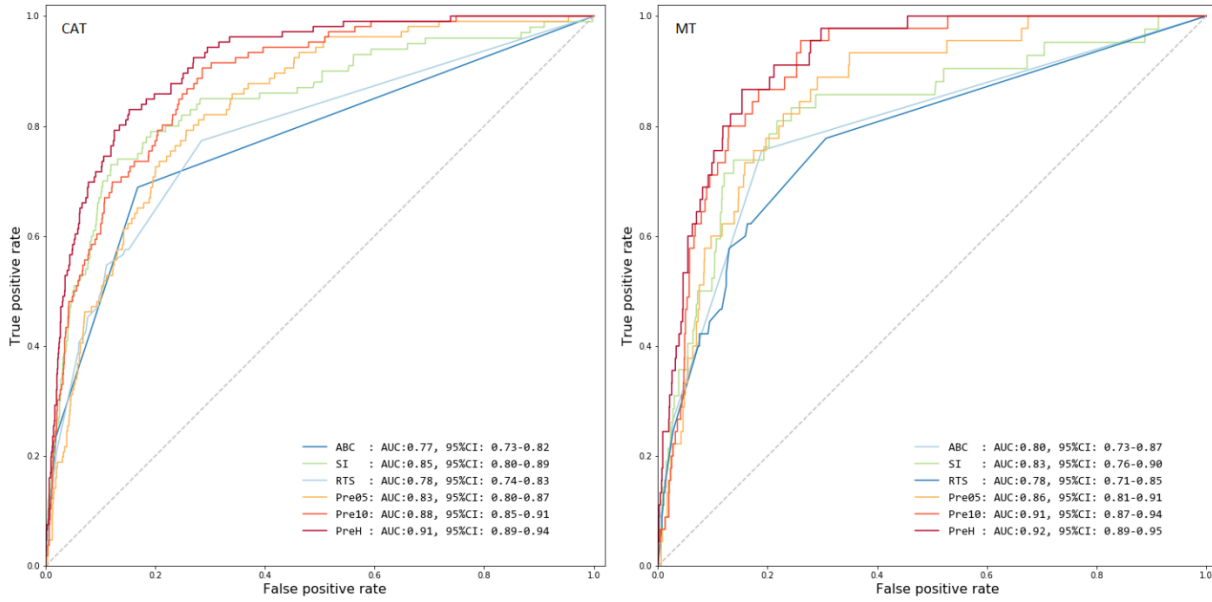 CAT
1.0
0.8
0.6
0.4
0.2
0.0
0.0 0.2 0.4 0.6 0.8 1.0
True positive rate
False positive rate
ABC : AUC:0.77, 95%CI: 0.73-0.82
SI : AUC:0.85, 95%CI: 0.80-0.89
RTS : AUC:0.78, 95%CI: 0.74-0.83
Pre05: AUC:0.83, 95%CI: 0.80-0.87
Pre10: AUC:0.88, 95%CI: 0.85-0.91
PreH : AUC:0.91, 95%CI: 0.89-0.94
MT
1.0
0.8
0.6
0.4
0.2
0.0
0.0 0.2 0.4 0.6 0.8 1.0
True positive rate
False positive rate
ABC : AUC:0.80, 95%CI: 0.73-0.87
SI : AUC:0.83, 95%CI: 0.76-0.90
RTS : AUC:0.78, 95%CI: 0.71-0.85
Pre05: AUC:0.86, 95%CI: 0.81-0.91
Pre10: AUC:0.91, 95%CI: 0.87-0.94
PreH : AUC:0.92, 95%CI: 0.89-0.95